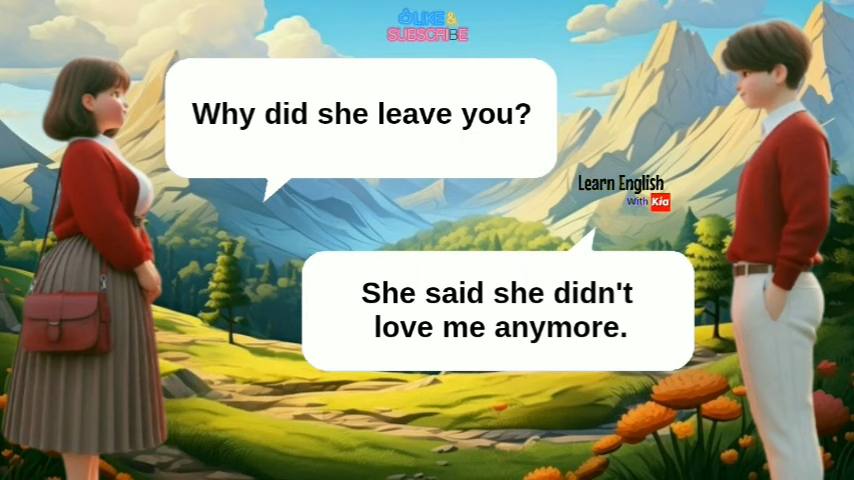 LIKE &
SUBSCRIBE
Why did she leave you?
Learn English
With Kia
She said she didn't
love me anymore.